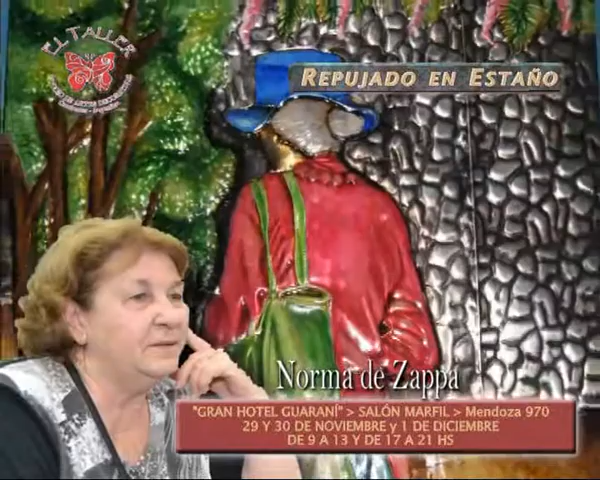 EL TALLER
REPUJADO EN ESTAÑO
Norma de Zappa
"GRAN HOTEL GUARANÍ" > SALÓN MARFIL > Mendoza 970
29 Y 30 DE NOVIEMBRE y 1 DE DICIEMBRE
DE 9 A 13 Y DE 17 A 21 HS